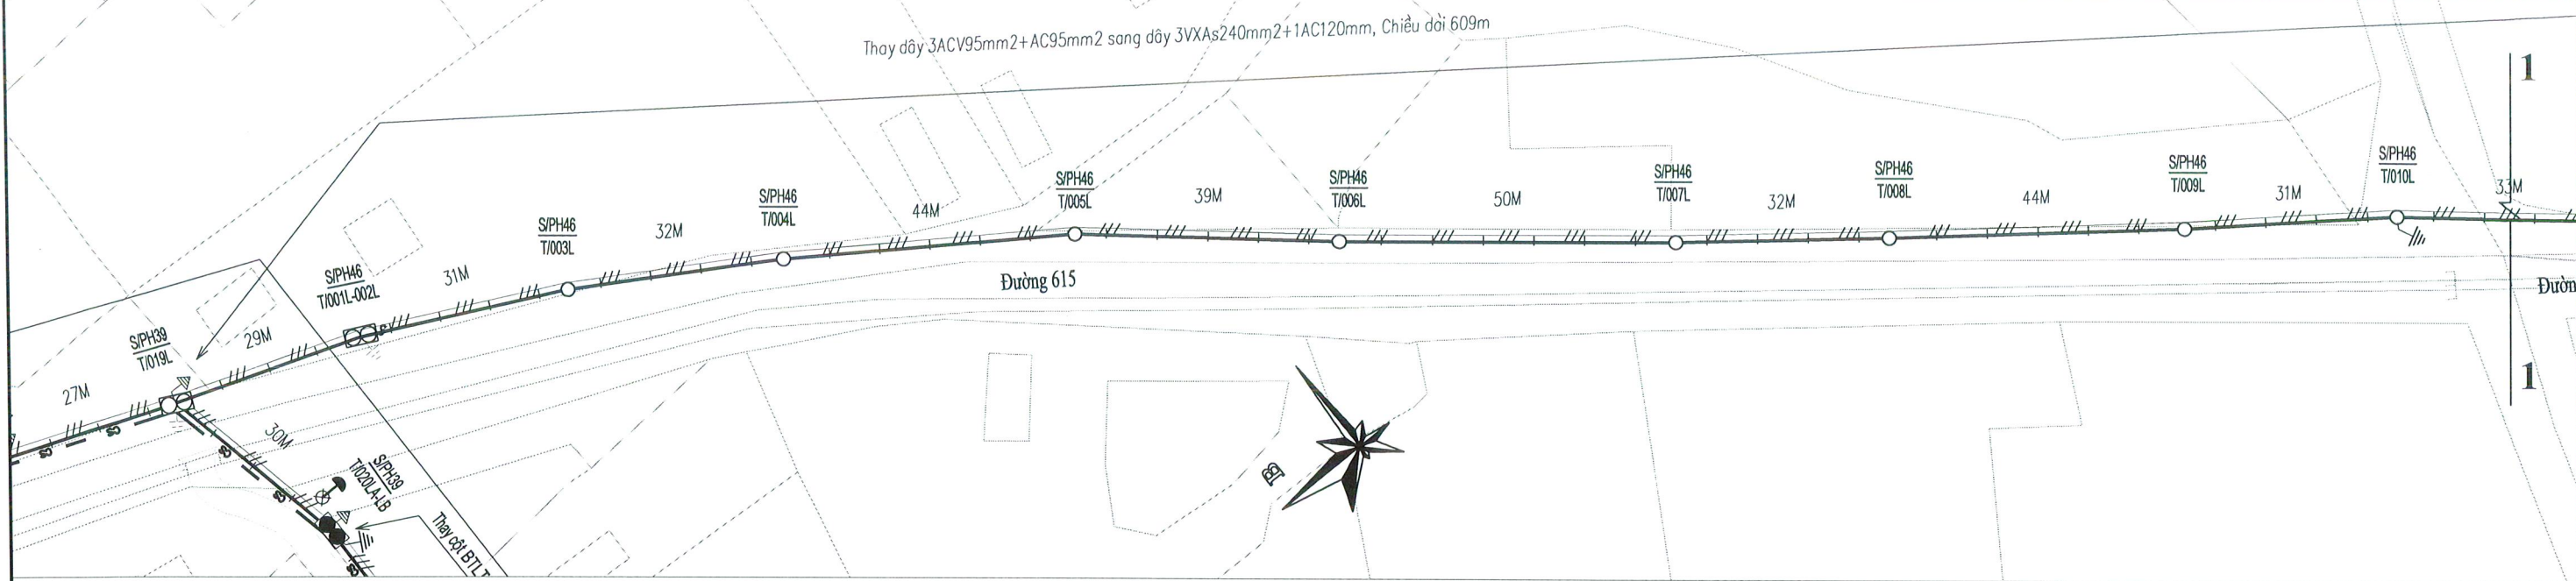 Thay dây 3ACV95mm2+AC95mm2 sang dây 3VXAs240mm2+1AC120mm, Chiều dài 609m
1
S/PH46
T/010L
S/PH46
T/009L
S/PH46
T/008L
S/PH46
T/007L
S/PH46
T/006L
S/PH46
T/005L
S/PH46
T/004L
S/PH46
T/003L
S/PH46
T/001L-002L
S/PH39
T/019L
27M
29M
31M
32M
44M
39M
50M
32M
44M
31M
33M
Đường 615
Đườn
30M
S/PH39
T/020LA-LB
Thay cột BTLT
B
1